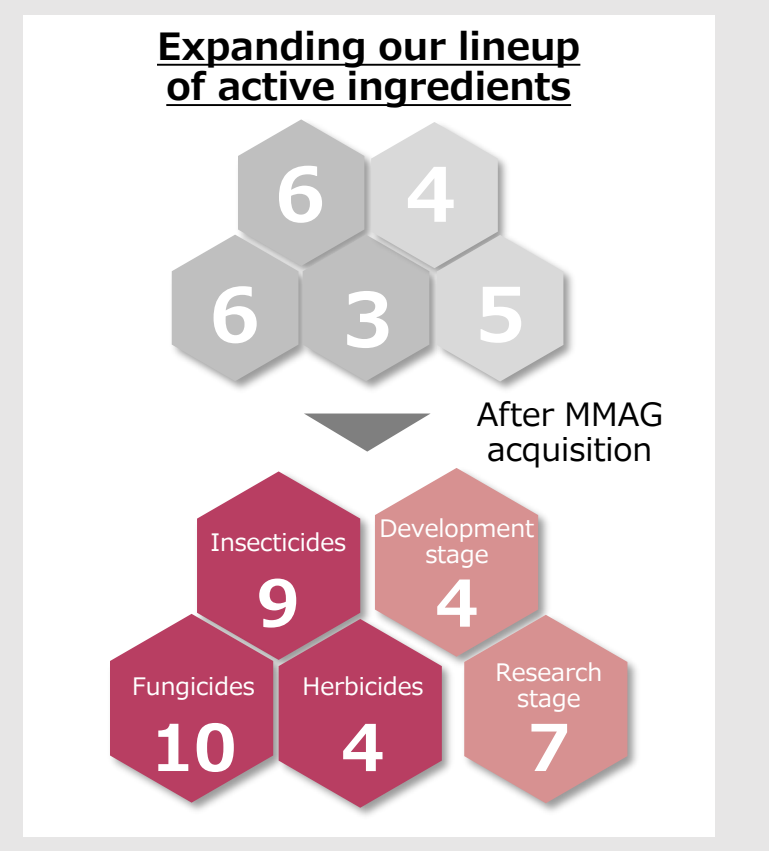 Expanding our lineup
of active ingredients
6
4
6
3
5
After MMAG
acquisition
Insecticides
9
Development
stage
4
Fungicides
10
Herbicides
4
Research
stage
7